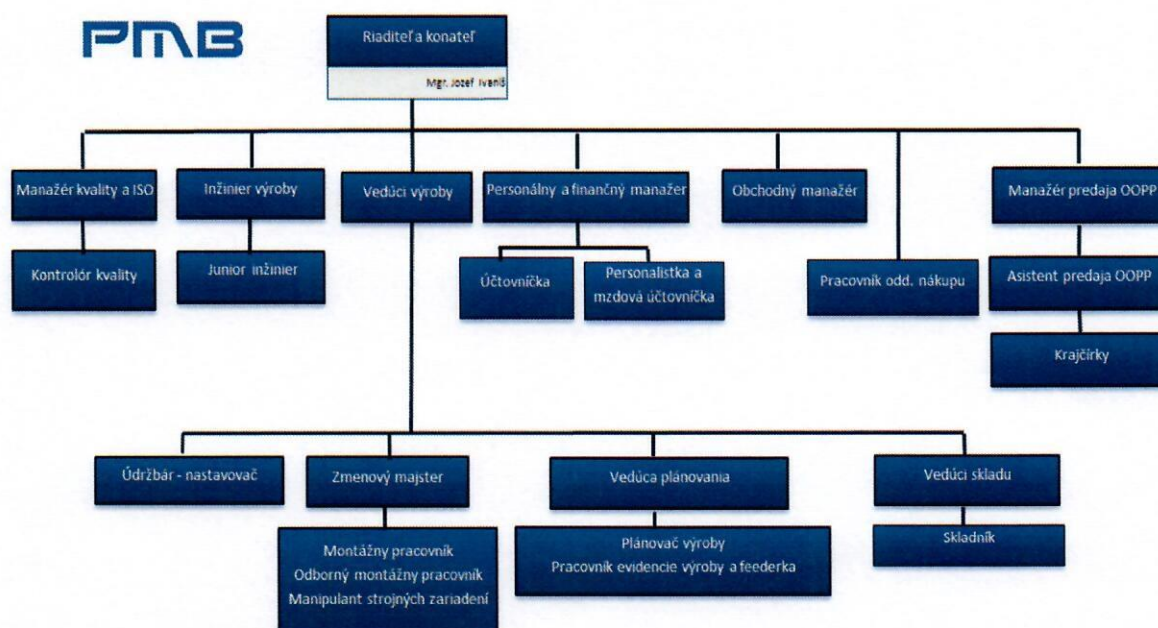 PMB
Riaditeľ a konateľ
Mgr. Jozef Ivaniš
Manažér kvality a ISO
Inžinier výroby
Vedúci výroby
Personálny a finančný manažer
Obchodný manažér
Manažér predaja OOPP
Kontrolór kvality
Junior inžinier
Účtovníčka
Personalistka a
mzdová účtovníčka
Pracovník odd. nákupu
Asistent predaja OOPP
Krajčírky
Údržbár - nastavovač
Zmenový majster
Vedúca plánovania
Vedúci skladu
Montážny pracovník
Odborný montážny pracovník
Manipulant strojných zariadení
Plánovač výroby
Pracovník evidencie výroby a feederka
Skladník